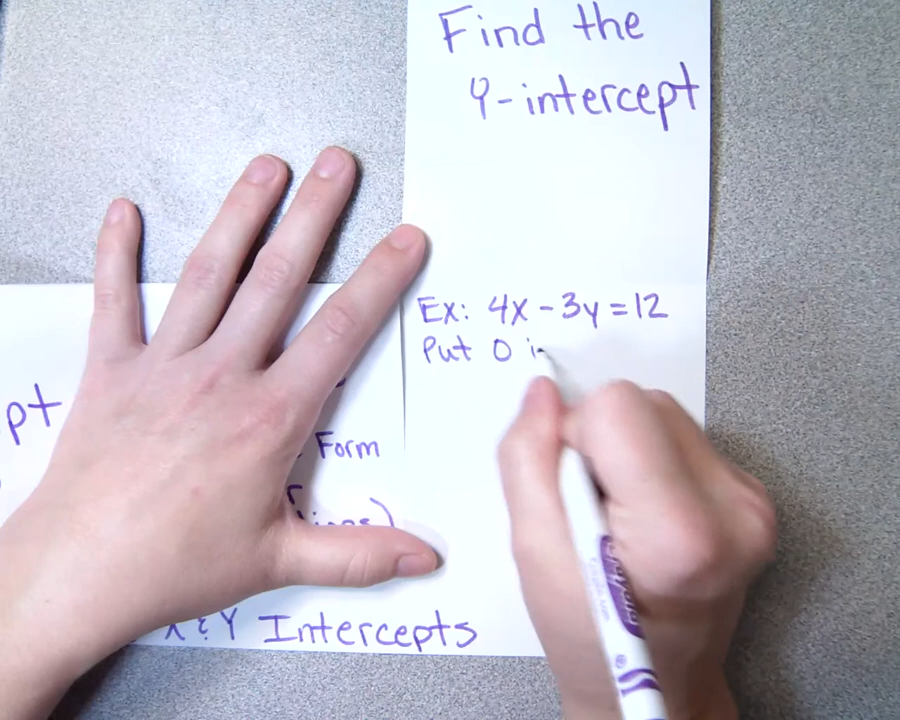 Find the
Y-intercept
Ex: 4x - 3y = 12
Put 0
pt
Form
X & Y Intercepts